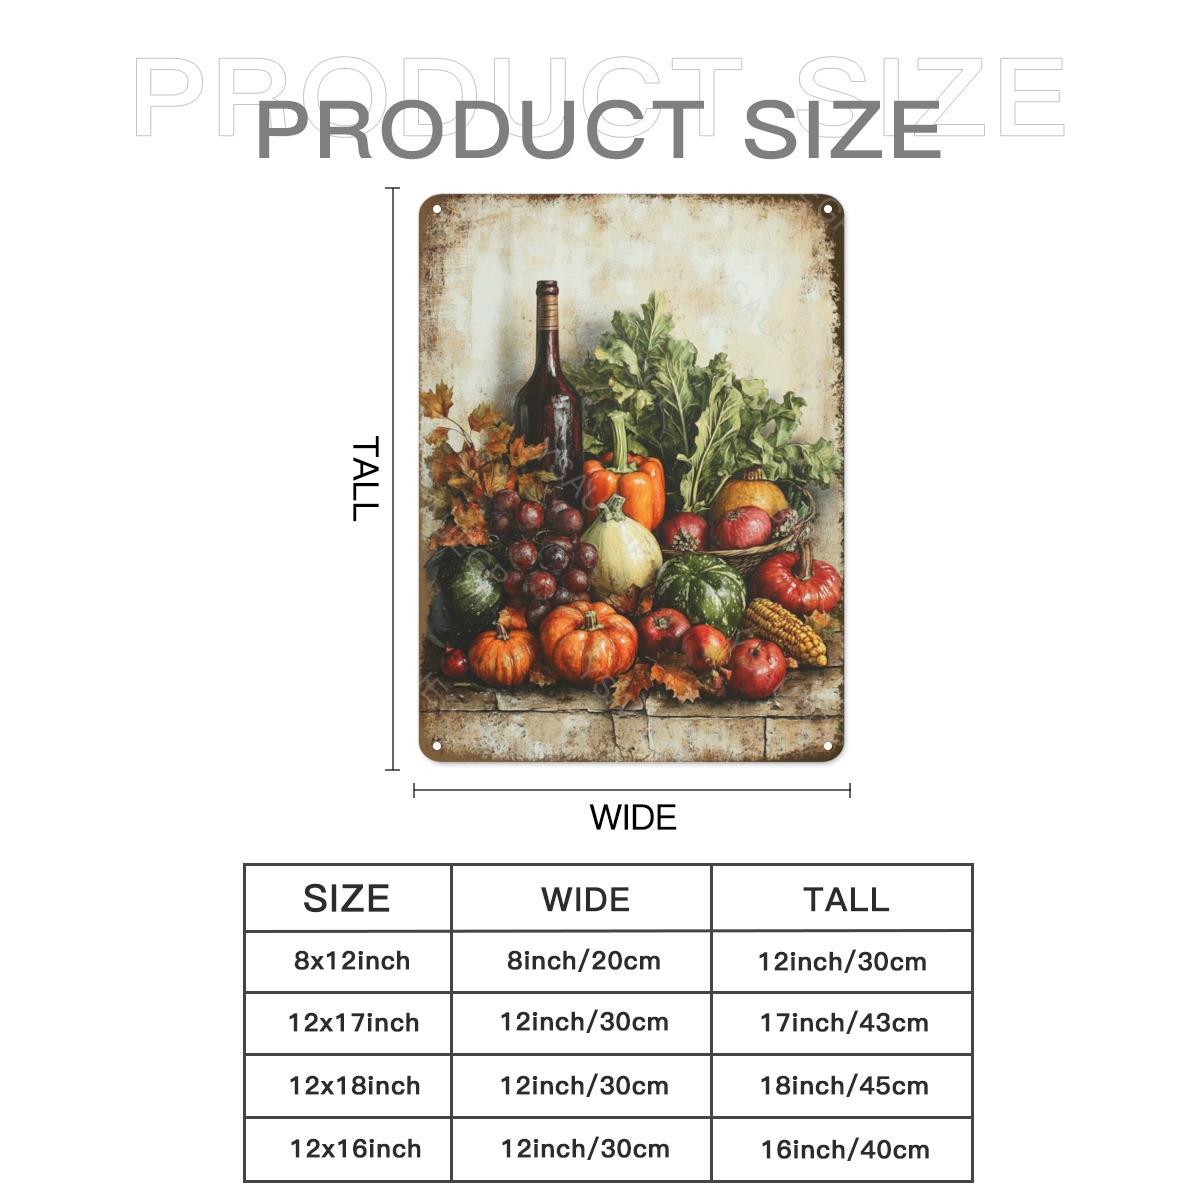 PRODUCT SIZE
PRODUCT SIZE
TALL
WIDE
SIZE WIDE TALL
8x12inch 8inch/20cm 12inch/30cm
12x17inch 12inch/30cm 17inch/43cm
12x18inch 12inch/30cm 18inch/45cm
12x16inch 12inch/30cm 16inch/40cm